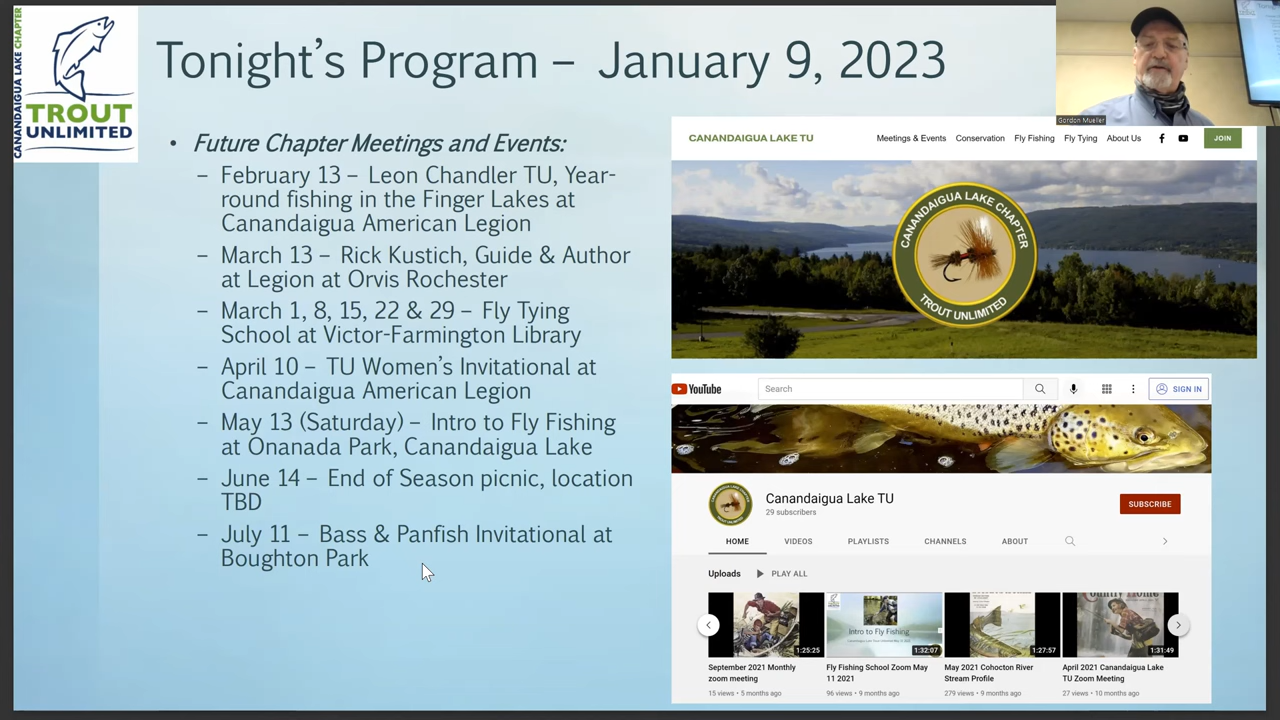 CANANDAIGUA LAKE CHAPTER
TROUT
UNLIMITED
Tonight's Program – January 9, 2023
Gordon Mueller
• Future Chapter Meetings and Events:
– February 13 – Leon Chandler TU, Year-
round fishing in the Finger Lakes at
Canandaigua American Legion
– March 13 – Rick Kustich, Guide & Author
at Legion at Orvis Rochester
– March 1, 8, 15, 22 & 29 – Fly Tying
School at Victor-Farmington Library
– April 10 – TU Women's Invitational at
Canandaigua American Legion
– May 13 (Saturday) – Intro to Fly Fishing
at Onanada Park, Canandaigua Lake
– June 14 – End of Season picnic, location
TBD
– July 11 – Bass & Panfish Invitational at
Boughton Park
CANANDAIGUA LAKE TU
Meetings & Events Conservation Fly Fishing Fly Tying About Us JOIN
CANANDAIGUA LAKE CHAPTER
TROUT UNLIMITED
YouTube Search SIGN IN
Canandaigua Lake TU
29 subscribers
SUBSCRIBE
HOME VIDEOS PLAYLISTS CHANNELS ABOUT
Uploads PLAY ALL
Intro to Fly Fishing
Country Home
1:25:25 1:32:07 1:27:57 1:31:49
September 2021 Monthly
zoom meeting
15 views • 5 months ago
Fly Fishing School Zoom May
11 2021
96 views • 9 months ago
May 2021 Cohocton River
Stream Profile
279 views • 9 months ago
April 2021 Canandaigua Lake
TU Zoom Meeting
27 views • 10 months ago